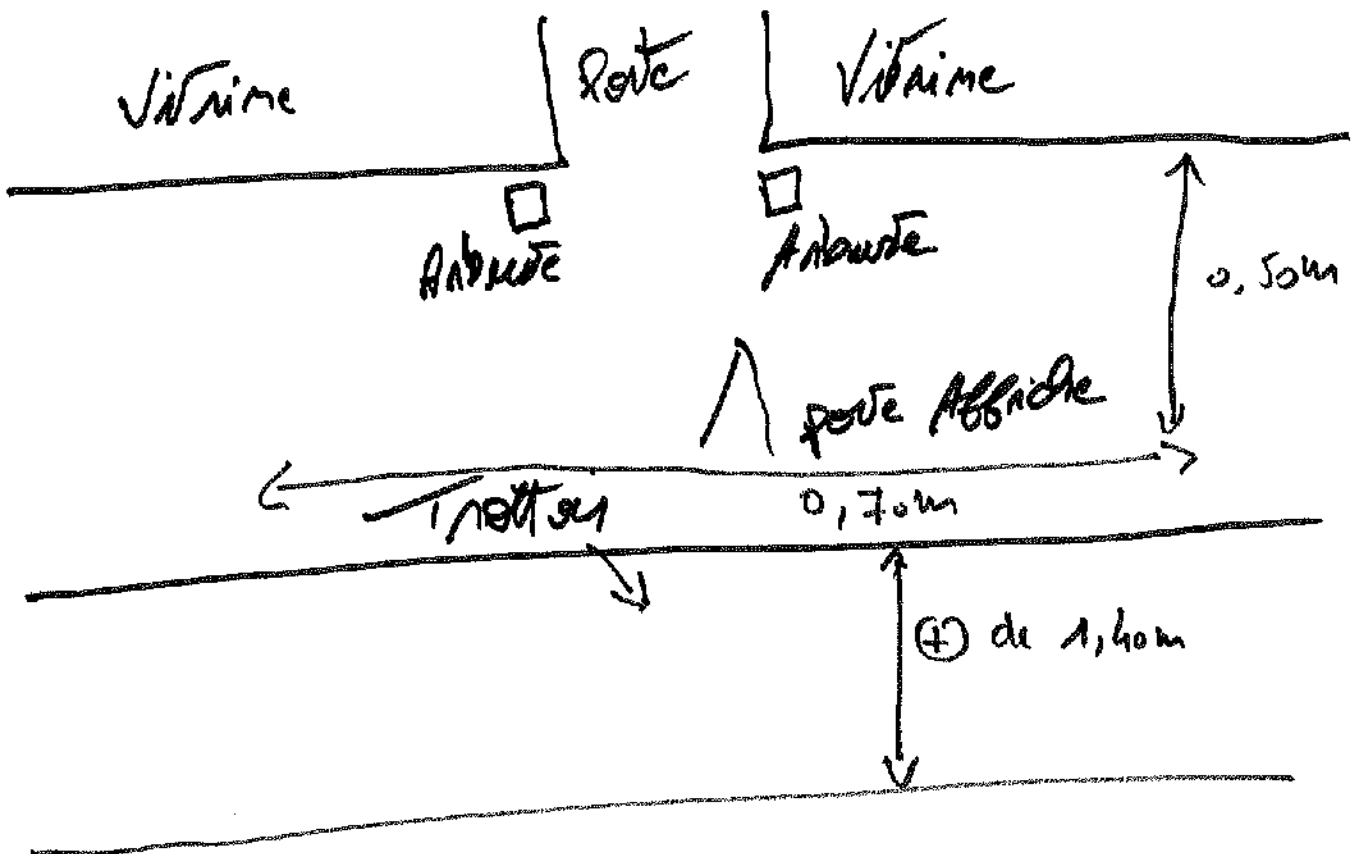 Vitrine
Porte
Vitrine
Arbuste
Arbuste
0,50m
porte Affiche
Trottoir
0,70m
⊕ de 1,40m